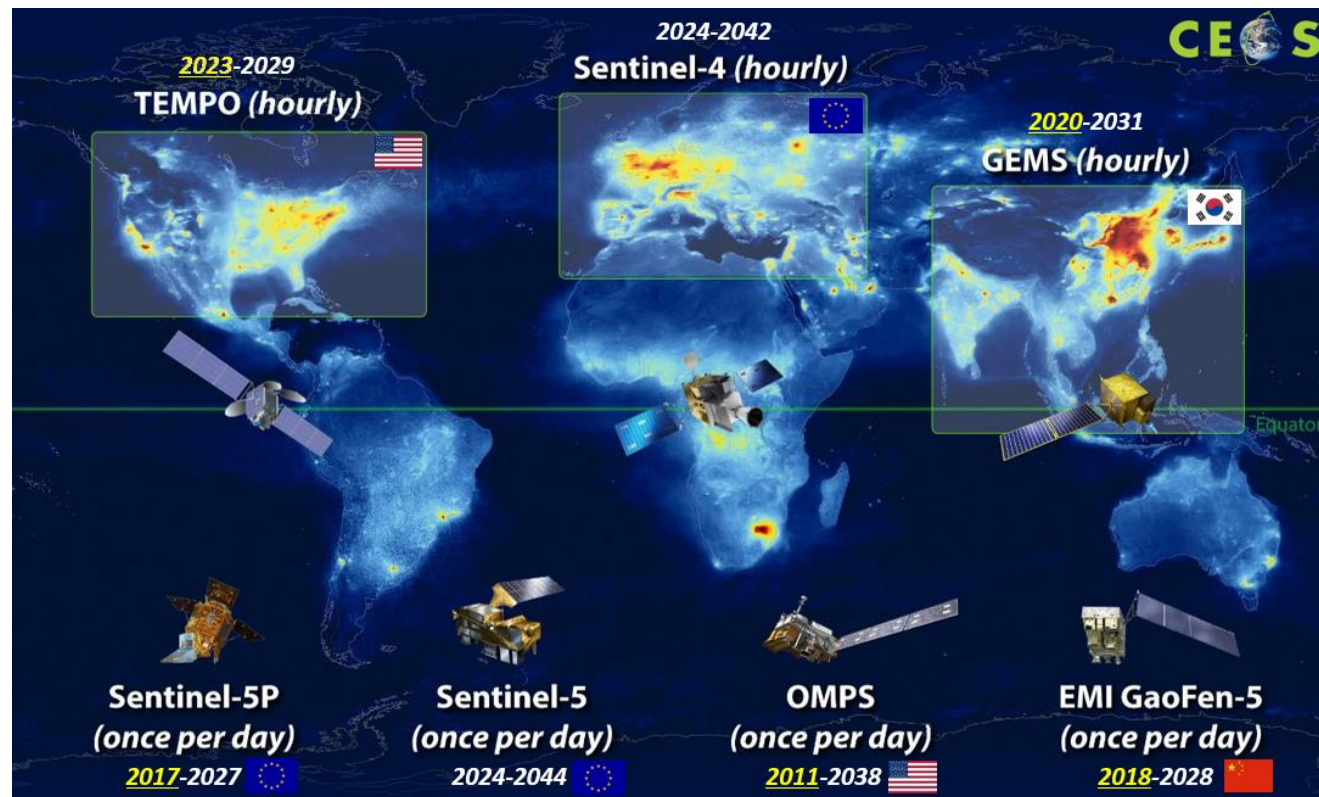 CEOS
2023-2029
TEMPO (hourly)
2024-2042
Sentinel-4 (hourly)
2020-2031
GEMS (hourly)
Equator
Sentinel-5P
(once per day)
2017-2027
Sentinel-5
(once per day)
2024-2044
OMPS
(once per day)
2011-2038
EMI GaoFen-5
(once per day)
2018-2028